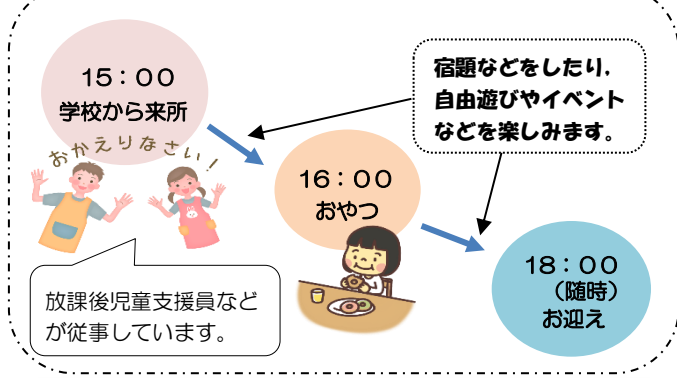 15：00
学校から来所
おかえりなさい！
放課後児童支援員など
が従事しています。
宿題などをしたり，
自由遊びやイベント
などを楽しみます。
16：00
おやつ
18：00
（随時）
お迎え